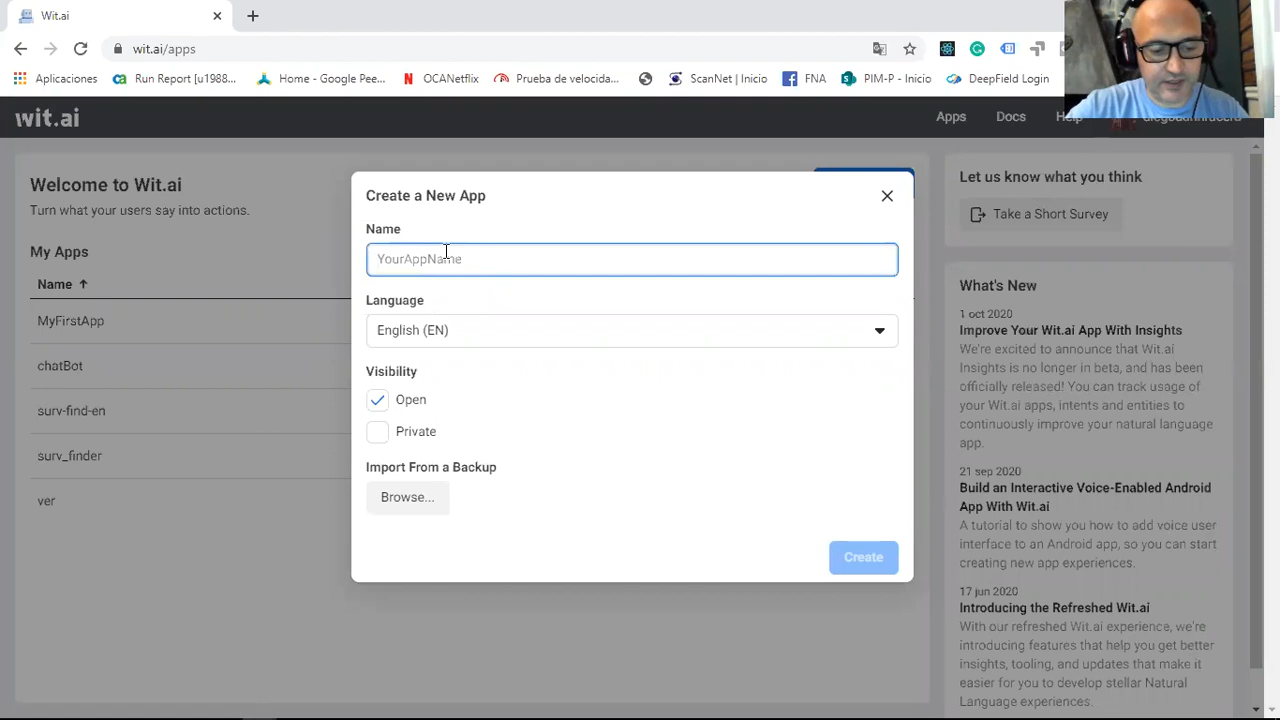 Wit.ai
wit.ai/apps
Aplicaciones
Run Report [u1988...
Home - Google Pee...
OCANetflix
Prueba de velocida...
ScanNet | Inicio
FNA
PIM-P - Inicio
DeepField Login
wit.ai
Apps
Docs
Welcome to Wit.ai
Turn what your users say into actions.
My Apps
Name ↑
MyFirstApp
chatBot
surv-find-en
surv_finder
ver
Create a New App
Name
YourAppName
Language
English (EN)
Visibility
Open
Private
Import From a Backup
Browse...
Create
Let us know what you think
Take a Short Survey
What's New
1 oct 2020
Improve Your Wit.ai App With Insights
We're excited to announce that Wit.ai
Insights is no longer in beta, and has been
officially released! You can track usage of
your Wit.ai apps, intents and entities to
continuously improve your natural language
app.
21 sep 2020
Build an Interactive Voice-Enabled Android
App With Wit.ai
A tutorial to show you how to add voice user
interface to an Android app, so you can start
creating new app experiences.
17 jun 2020
Introducing the Refreshed Wit.ai
With our refreshed Wit.ai experience, we're
introducing features that help you get better
insights, tooling, and updates that make it
easier for you to develop stellar Natural
Language experiences.